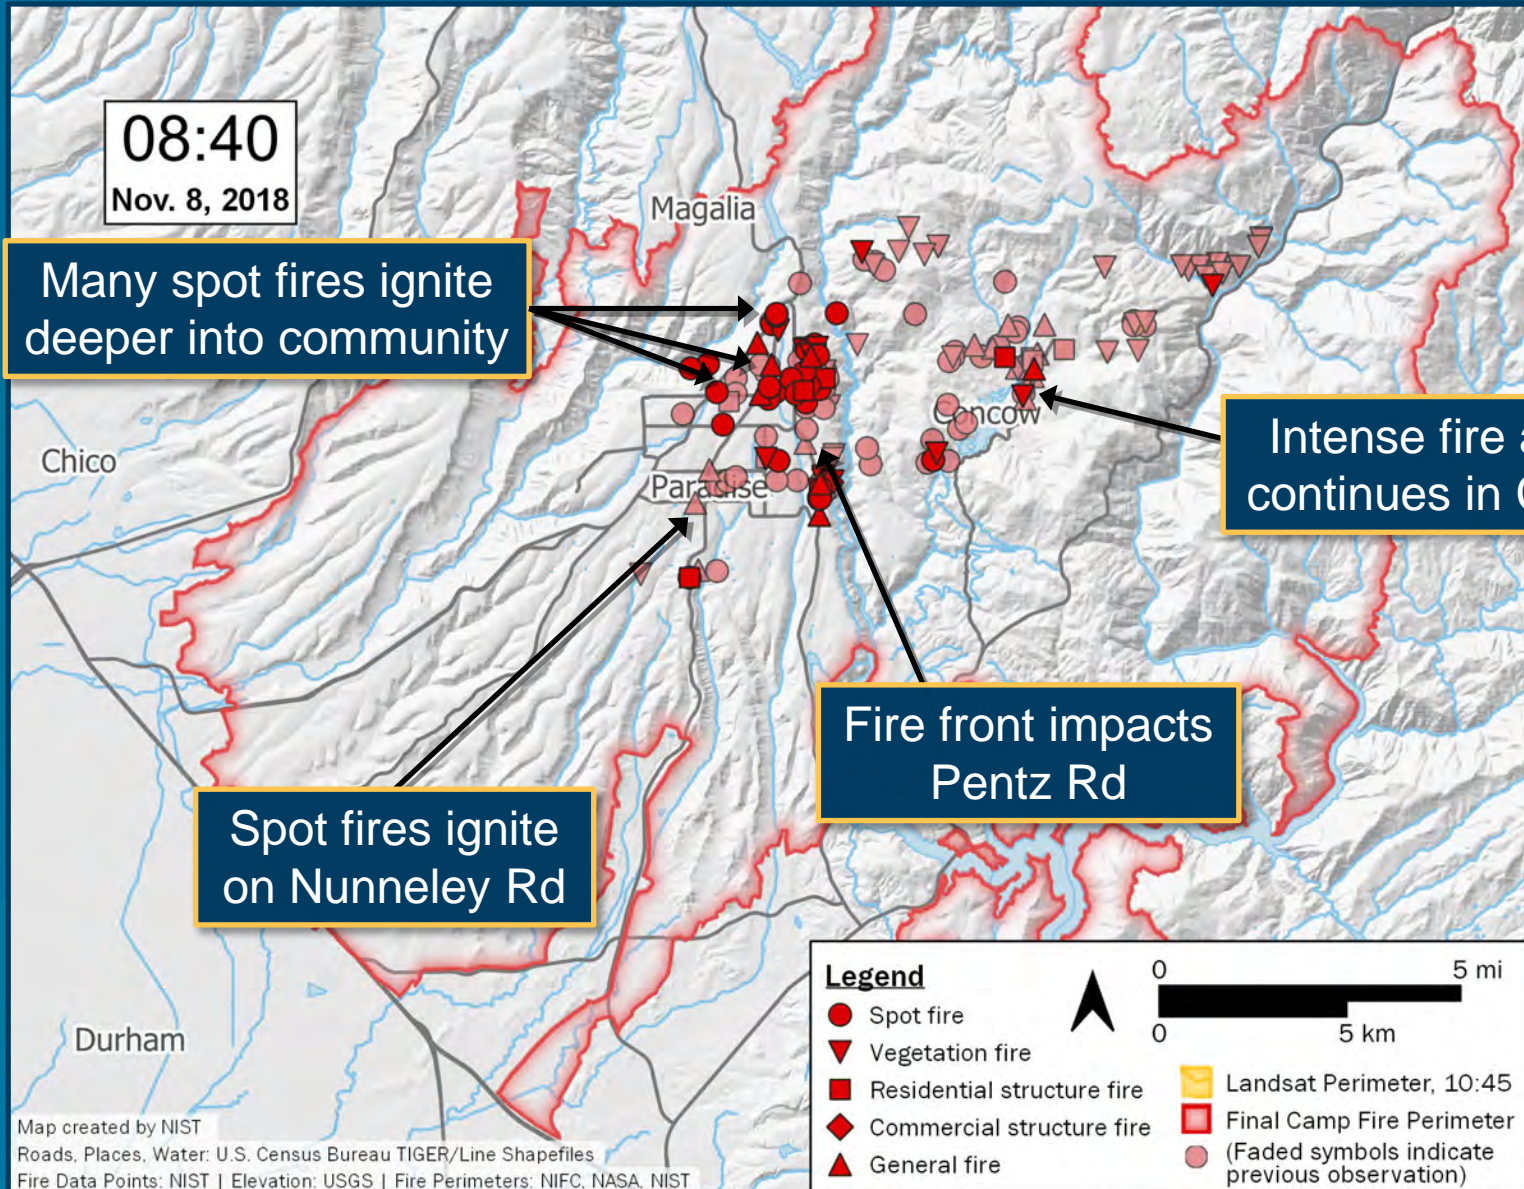 08:40
Nov. 8, 2018
Magalia
Many spot fires ignite
deeper into community
Concow
Chico
Intense fire
continues in
Paradise
Fire front impacts
Pentz Rd
Spot fires ignite
on Nunneley Rd
Durham
Legend
Spot fire
Vegetation fire
Residential structure fire
Commercial structure fire
General fire
0 5 mi
0 5 km
Landsat Perimeter, 10:45
Final Camp Fire Perimeter
(Faded symbols indicate
previous observation)
Map created by NIST
Roads, Places, Water: U.S. Census Bureau TIGER/Line Shapefiles
Fire Data Points: NIST | Elevation: USGS | Fire Perimeters: NIFC, NASA, NIST